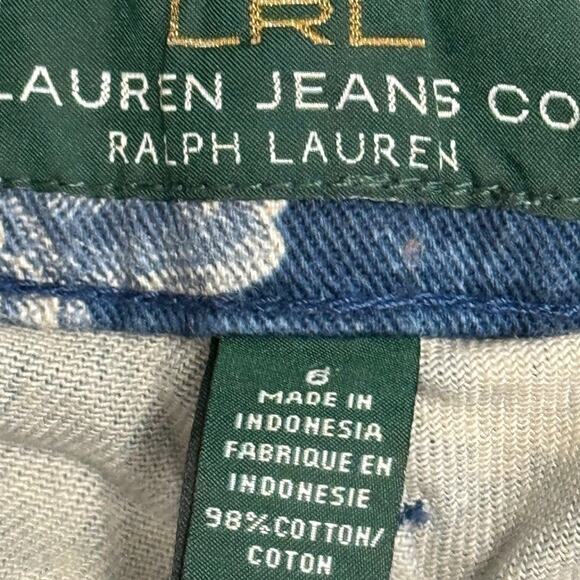 LRL
LAUREN JEANS CO
RALPH LAUREN
6
MADE IN
INDONESIA
FABRIQUE EN
INDONESIE
98% COTTON/
COTON